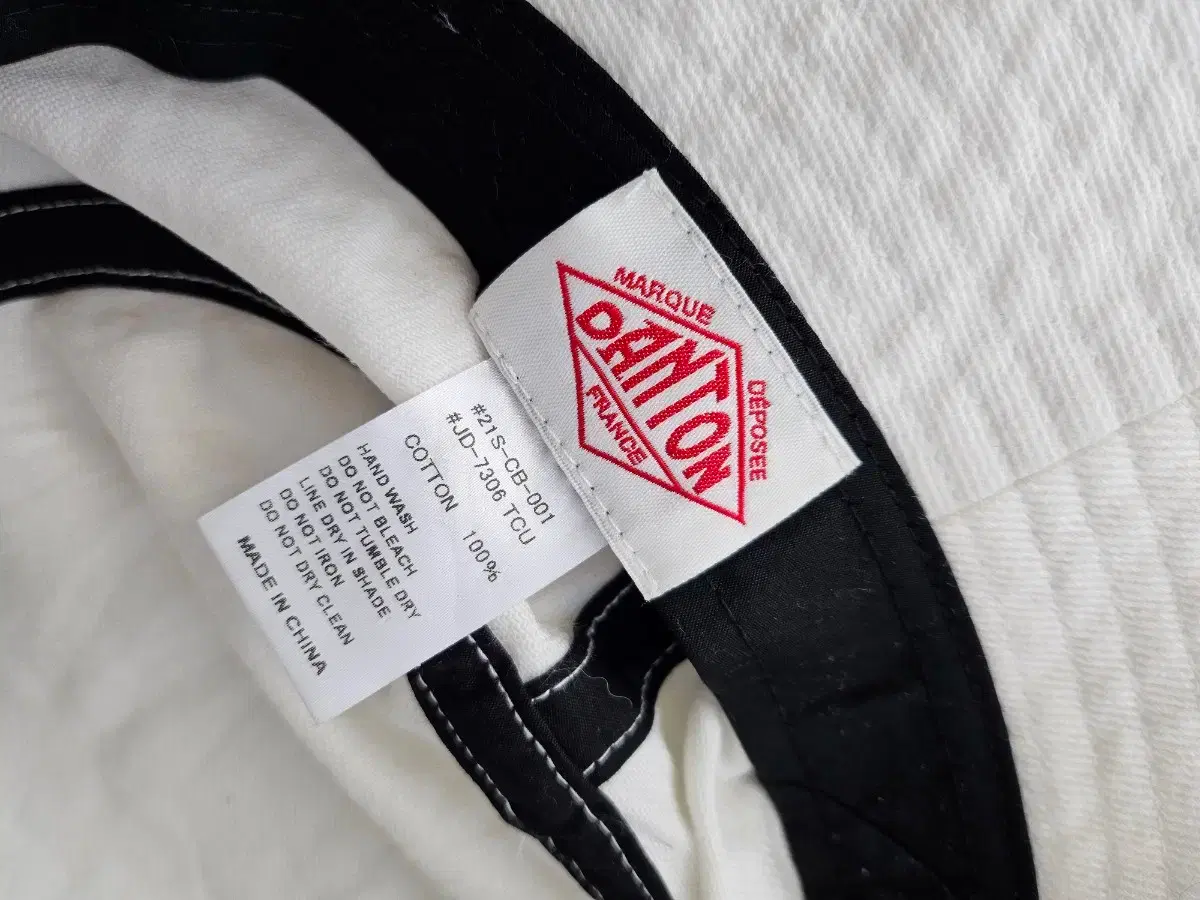 MARQUE
DANTON
FRANCE
DÉPOSÉE
#21S-CB-001
#JD-7306 TCU
COTTON 100%
HAND WASH
DO NOT BLEACH
DO NOT TUMBLE DRY
LINE DRY IN SHADE
DO NOT IRON
DO NOT DRY CLEAN
MADE IN CHINA